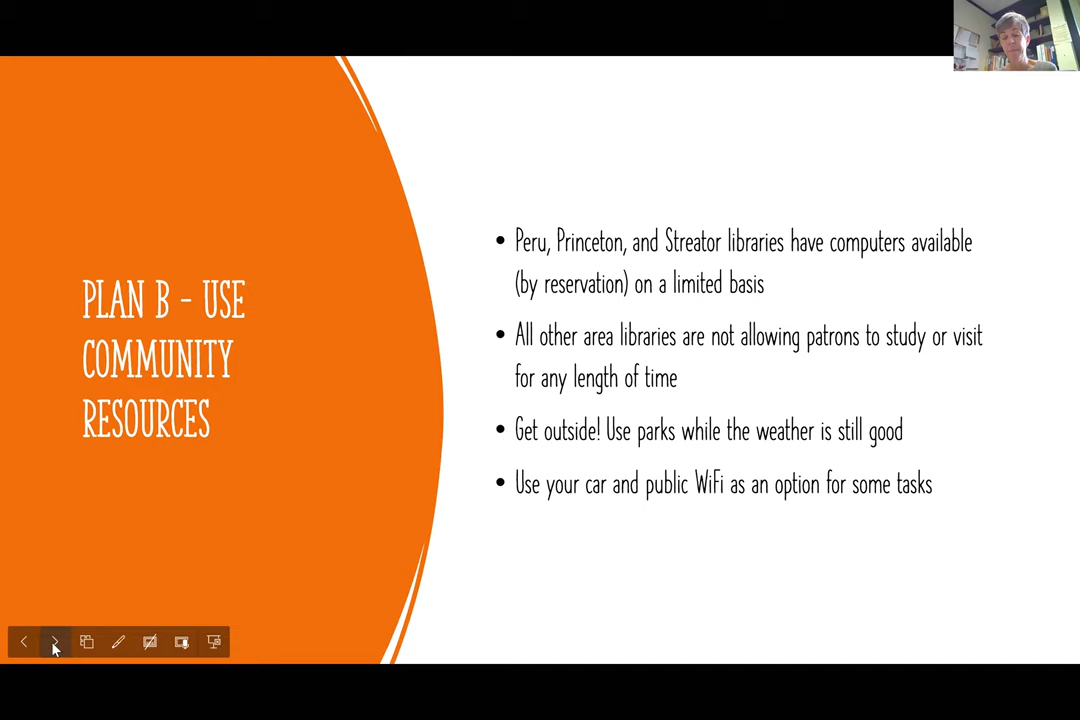 PLAN B - USE
COMMUNITY
RESOURCES
• Peru, Princeton, and Streator libraries have computers available
(by reservation) on a limited basis
• All other area libraries are not allowing patrons to study or visit
for any length of time
• Get outside! Use parks while the weather is still good
• Use your car and public WiFi as an option for some tasks